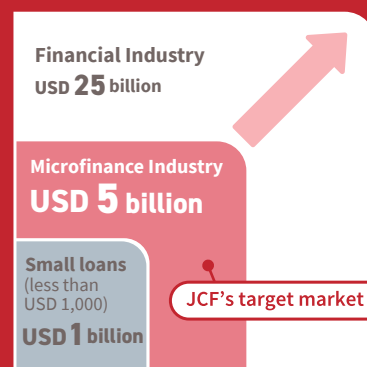 Financial Industry
USD 25 billion
Microfinance Industry
USD 5 billion
Small loans
(less than
USD 1,000)
USD 1 billion
JCF's target market